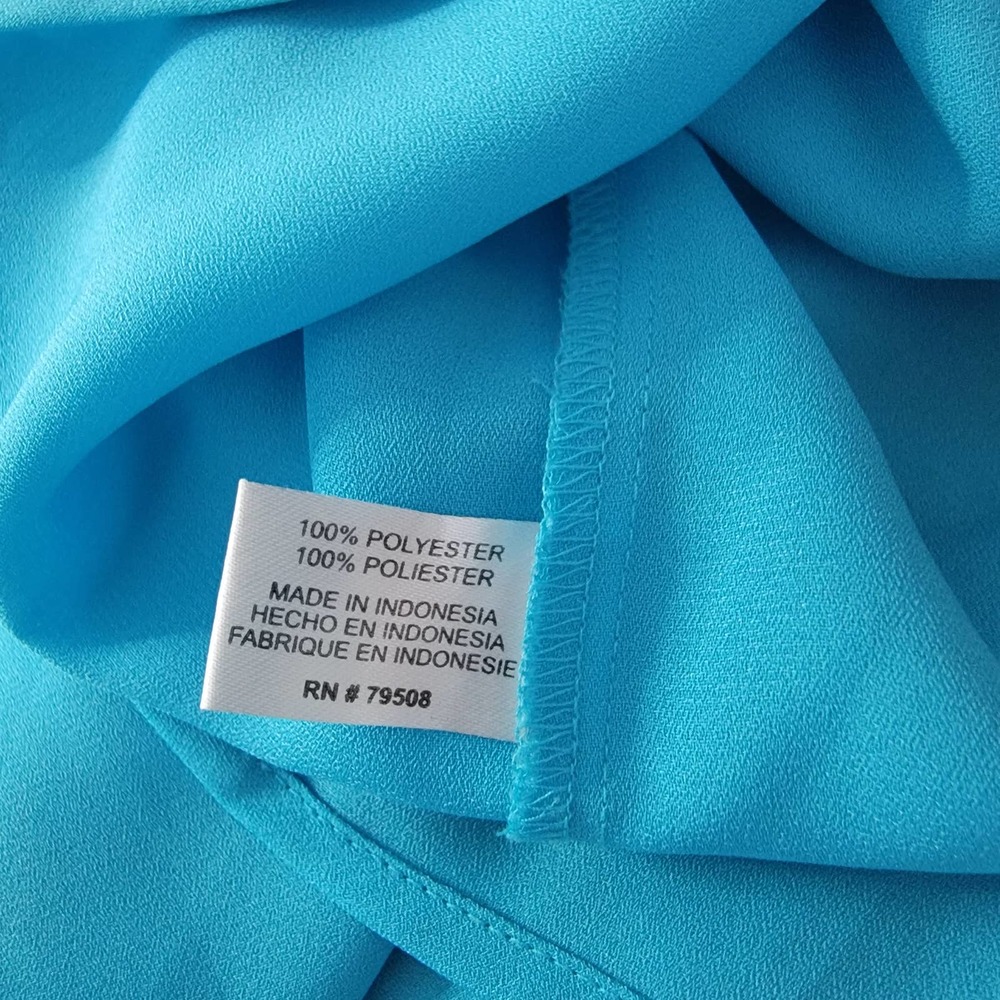 100% POLYESTER
100% POLIESTER
MADE IN INDONESIA
HECHO EN INDONESIA
FABRIQUE EN INDONESIE
RN # 79508